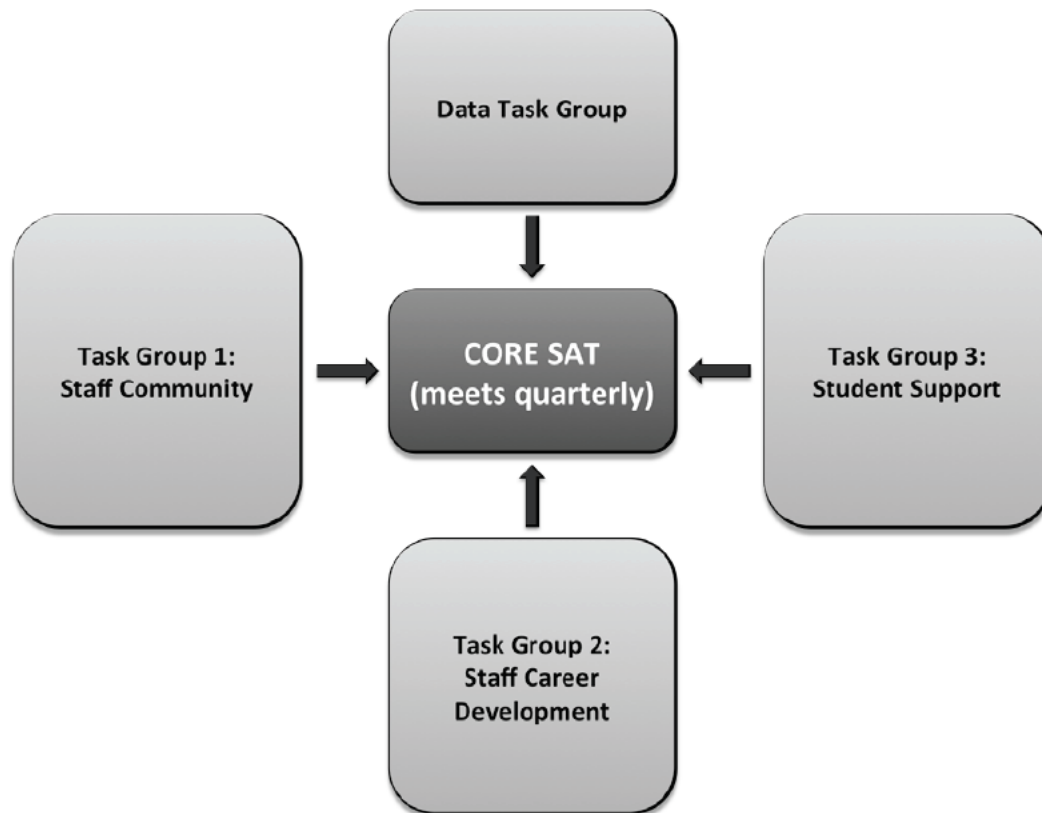 Data Task Group
Task Group 1:
Staff Community
CORE SAT
(meets quarterly)
Task Group 3:
Student Support
Task Group 2:
Staff Career
Development